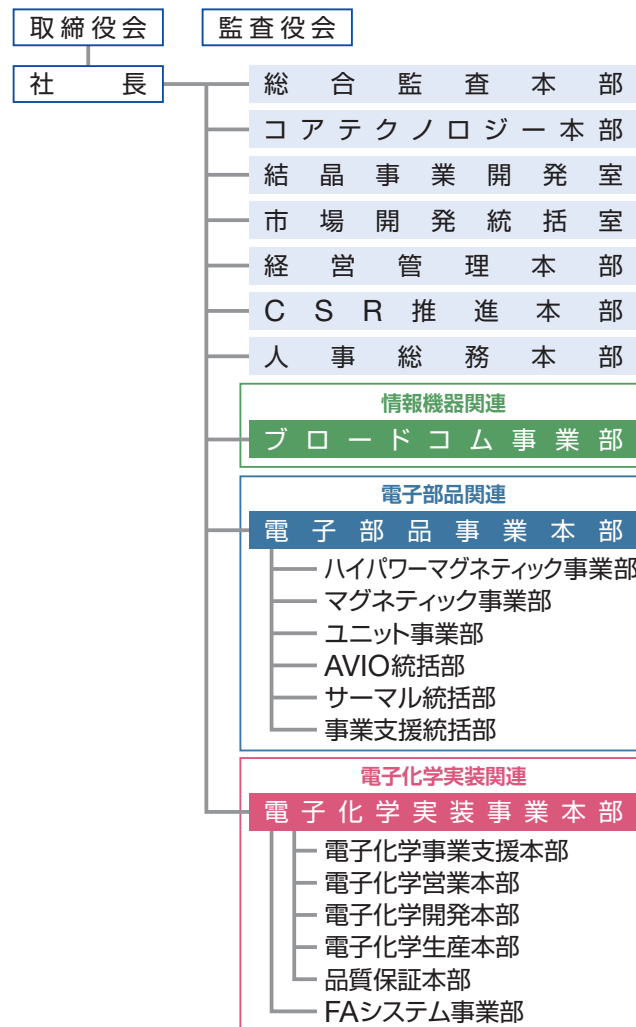 取締役会 監査役会
社長 総合監査本部
コアテクノロジー本部
結晶事業開発室
市場開発統括室
経営管理本部
CSR推進本部
人事総務本部
情報機器関連
ブロードコム事業部
電子部品関連
電子部品事業本部
ハイパワーマグネティック事業部
マグネティック事業部
ユニット事業部
AVIO統括部
サーマル統括部
事業支援統括部
電子化学実装関連
電子化学実装事業本部
電子化学事業支援本部
電子化学営業本部
電子化学開発本部
電子化学生産本部
品質保証本部
FAシステム事業部